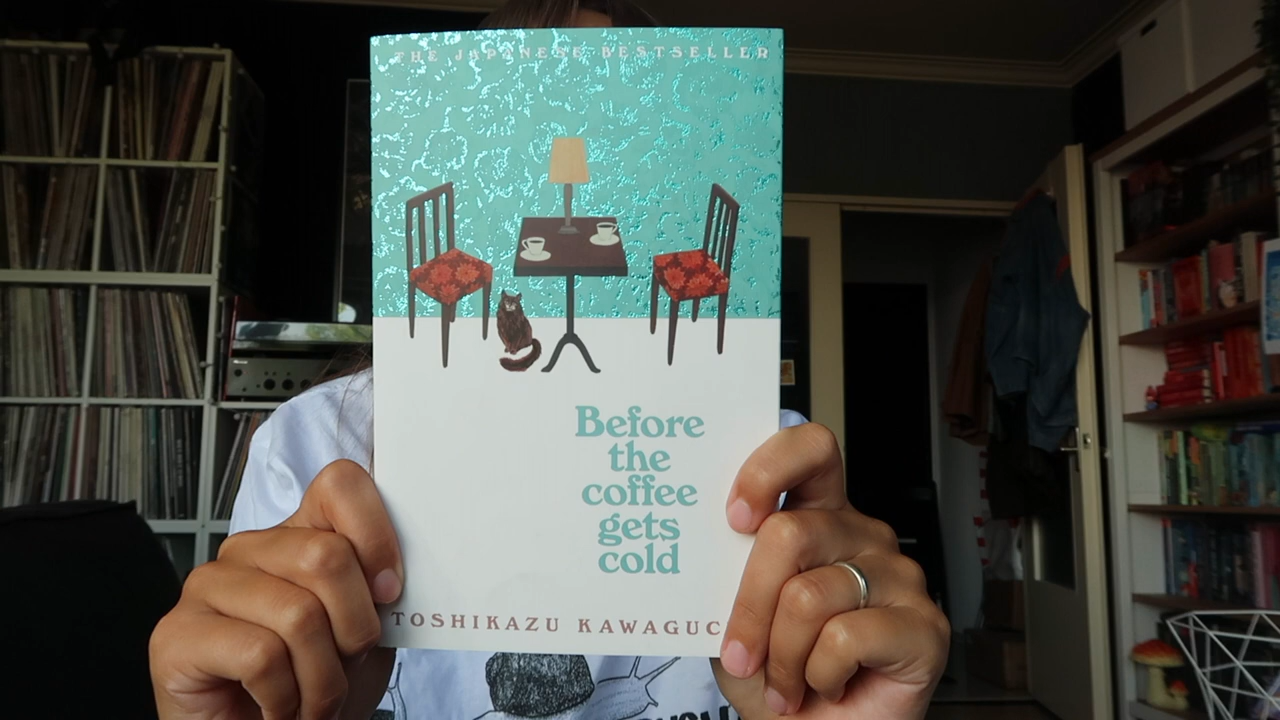 THE JAPANESE BESTSELLER
Before
the
coffee
gets
cold
TOSHIKAZU KAWAGUC